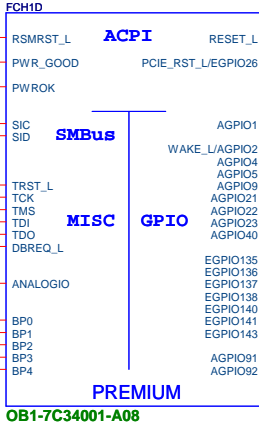 FCH1D
ACPI
RSMRST_L
RESET_L
PWR_GOOD
PCIE_RST_L/EGPIO26
PWROK
SIC
AGPIO1
SID
SMBus
WAKE_L/AGPIO2
AGPIO4
AGPIO5
TRST_L
AGPIO9
TCK
AGPIO21
TMS
AGPIO22
TDI
MISC
GPIO
AGPIO23
TDO
AGPIO40
DBREQ_L
EGPIO135
EGPIO136
ANALOGIO
EGPIO137
EGPIO138
EGPIO140
BP0
EGPIO141
BP1
EGPIO143
BP2
BP3
AGPIO91
BP4
AGPIO92
PREMIUM
OB1-7C34001-A08